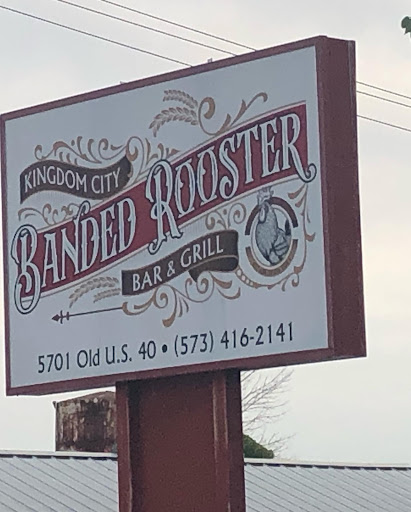 KINGDOM CITY
BANDED ROOSTER
BAR & GRILL
5701 Old U.S. 40 • (573) 416-2141